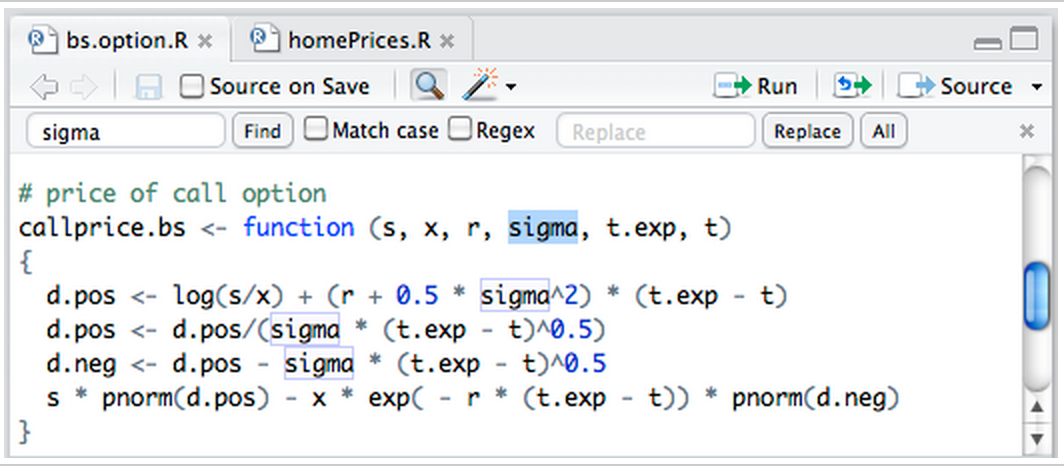 bs.option.R homePrices.R
Source on Save Run Source
sigma Find Match case Regex Replace Replace All
# price of call option
callprice.bs <- function (s, x, r, sigma, t.exp, t)
{
  d.pos <- log(s/x) + (r + 0.5 * sigma^2) * (t.exp - t)
  d.pos <- d.pos/(sigma * (t.exp - t)^0.5)
  d.neg <- d.pos - sigma * (t.exp - t)^0.5
  s * pnorm(d.pos) - x * exp( - r * (t.exp - t)) * pnorm(d.neg)
}